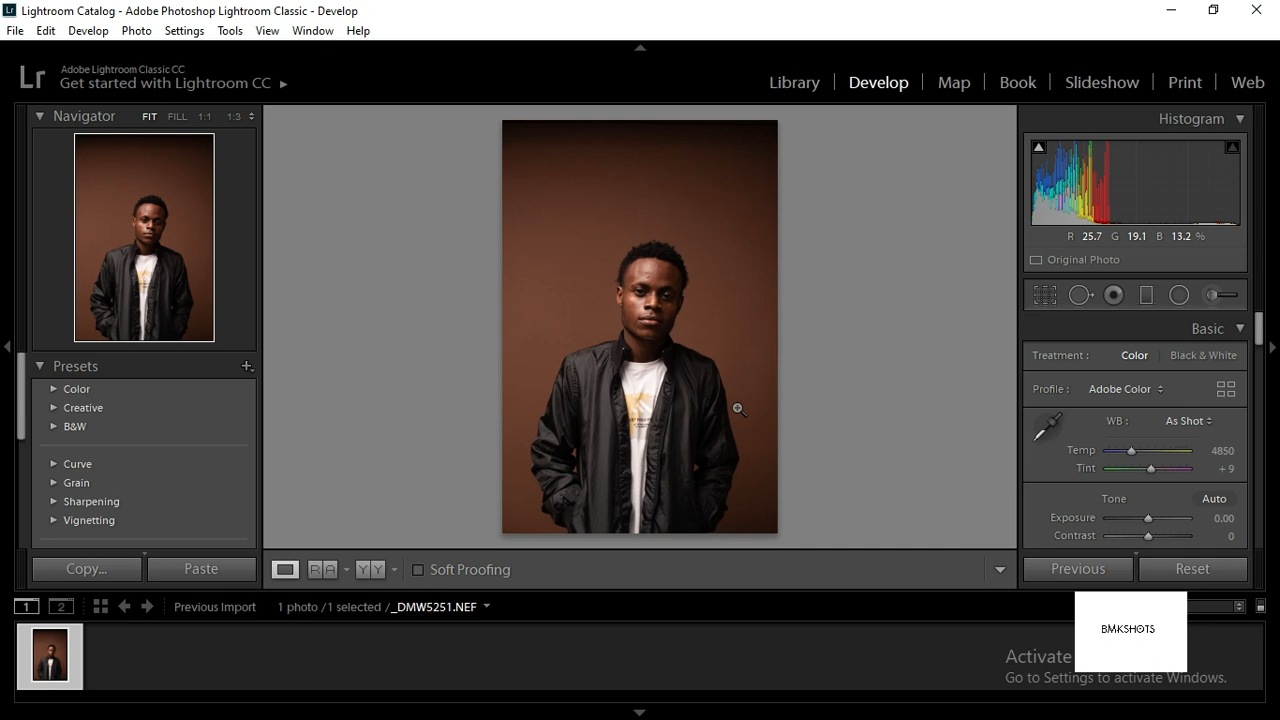 Lightroom Catalog - Adobe Photoshop Lightroom Classic - Develop
File Edit Develop Photo Settings Tools View Window Help
Lr
Adobe Lightroom Classic CC
Get started with Lightroom CC
Library Develop Map Book Slideshow Print Web
Navigator FIT FILL 1:1 1:3
Presets
Color
Creative
B&W
Curve
Grain
Sharpening
Vignetting
Copy... Paste
Soft Proofing
Histogram
R 25.7 G 19.1 B 13.2 %
Original Photo
Basic
Treatment : Color Black & White
Profile : Adobe Color
WB : As Shot
Temp 4850
Tint + 9
Tone Auto
Exposure 0.00
Contrast 0
Previous Reset
1 2 Previous Import 1 photo /1 selected /_DMW5251.NEF
BMKSHOTS
Activate
Go to Settings to activate Windows.